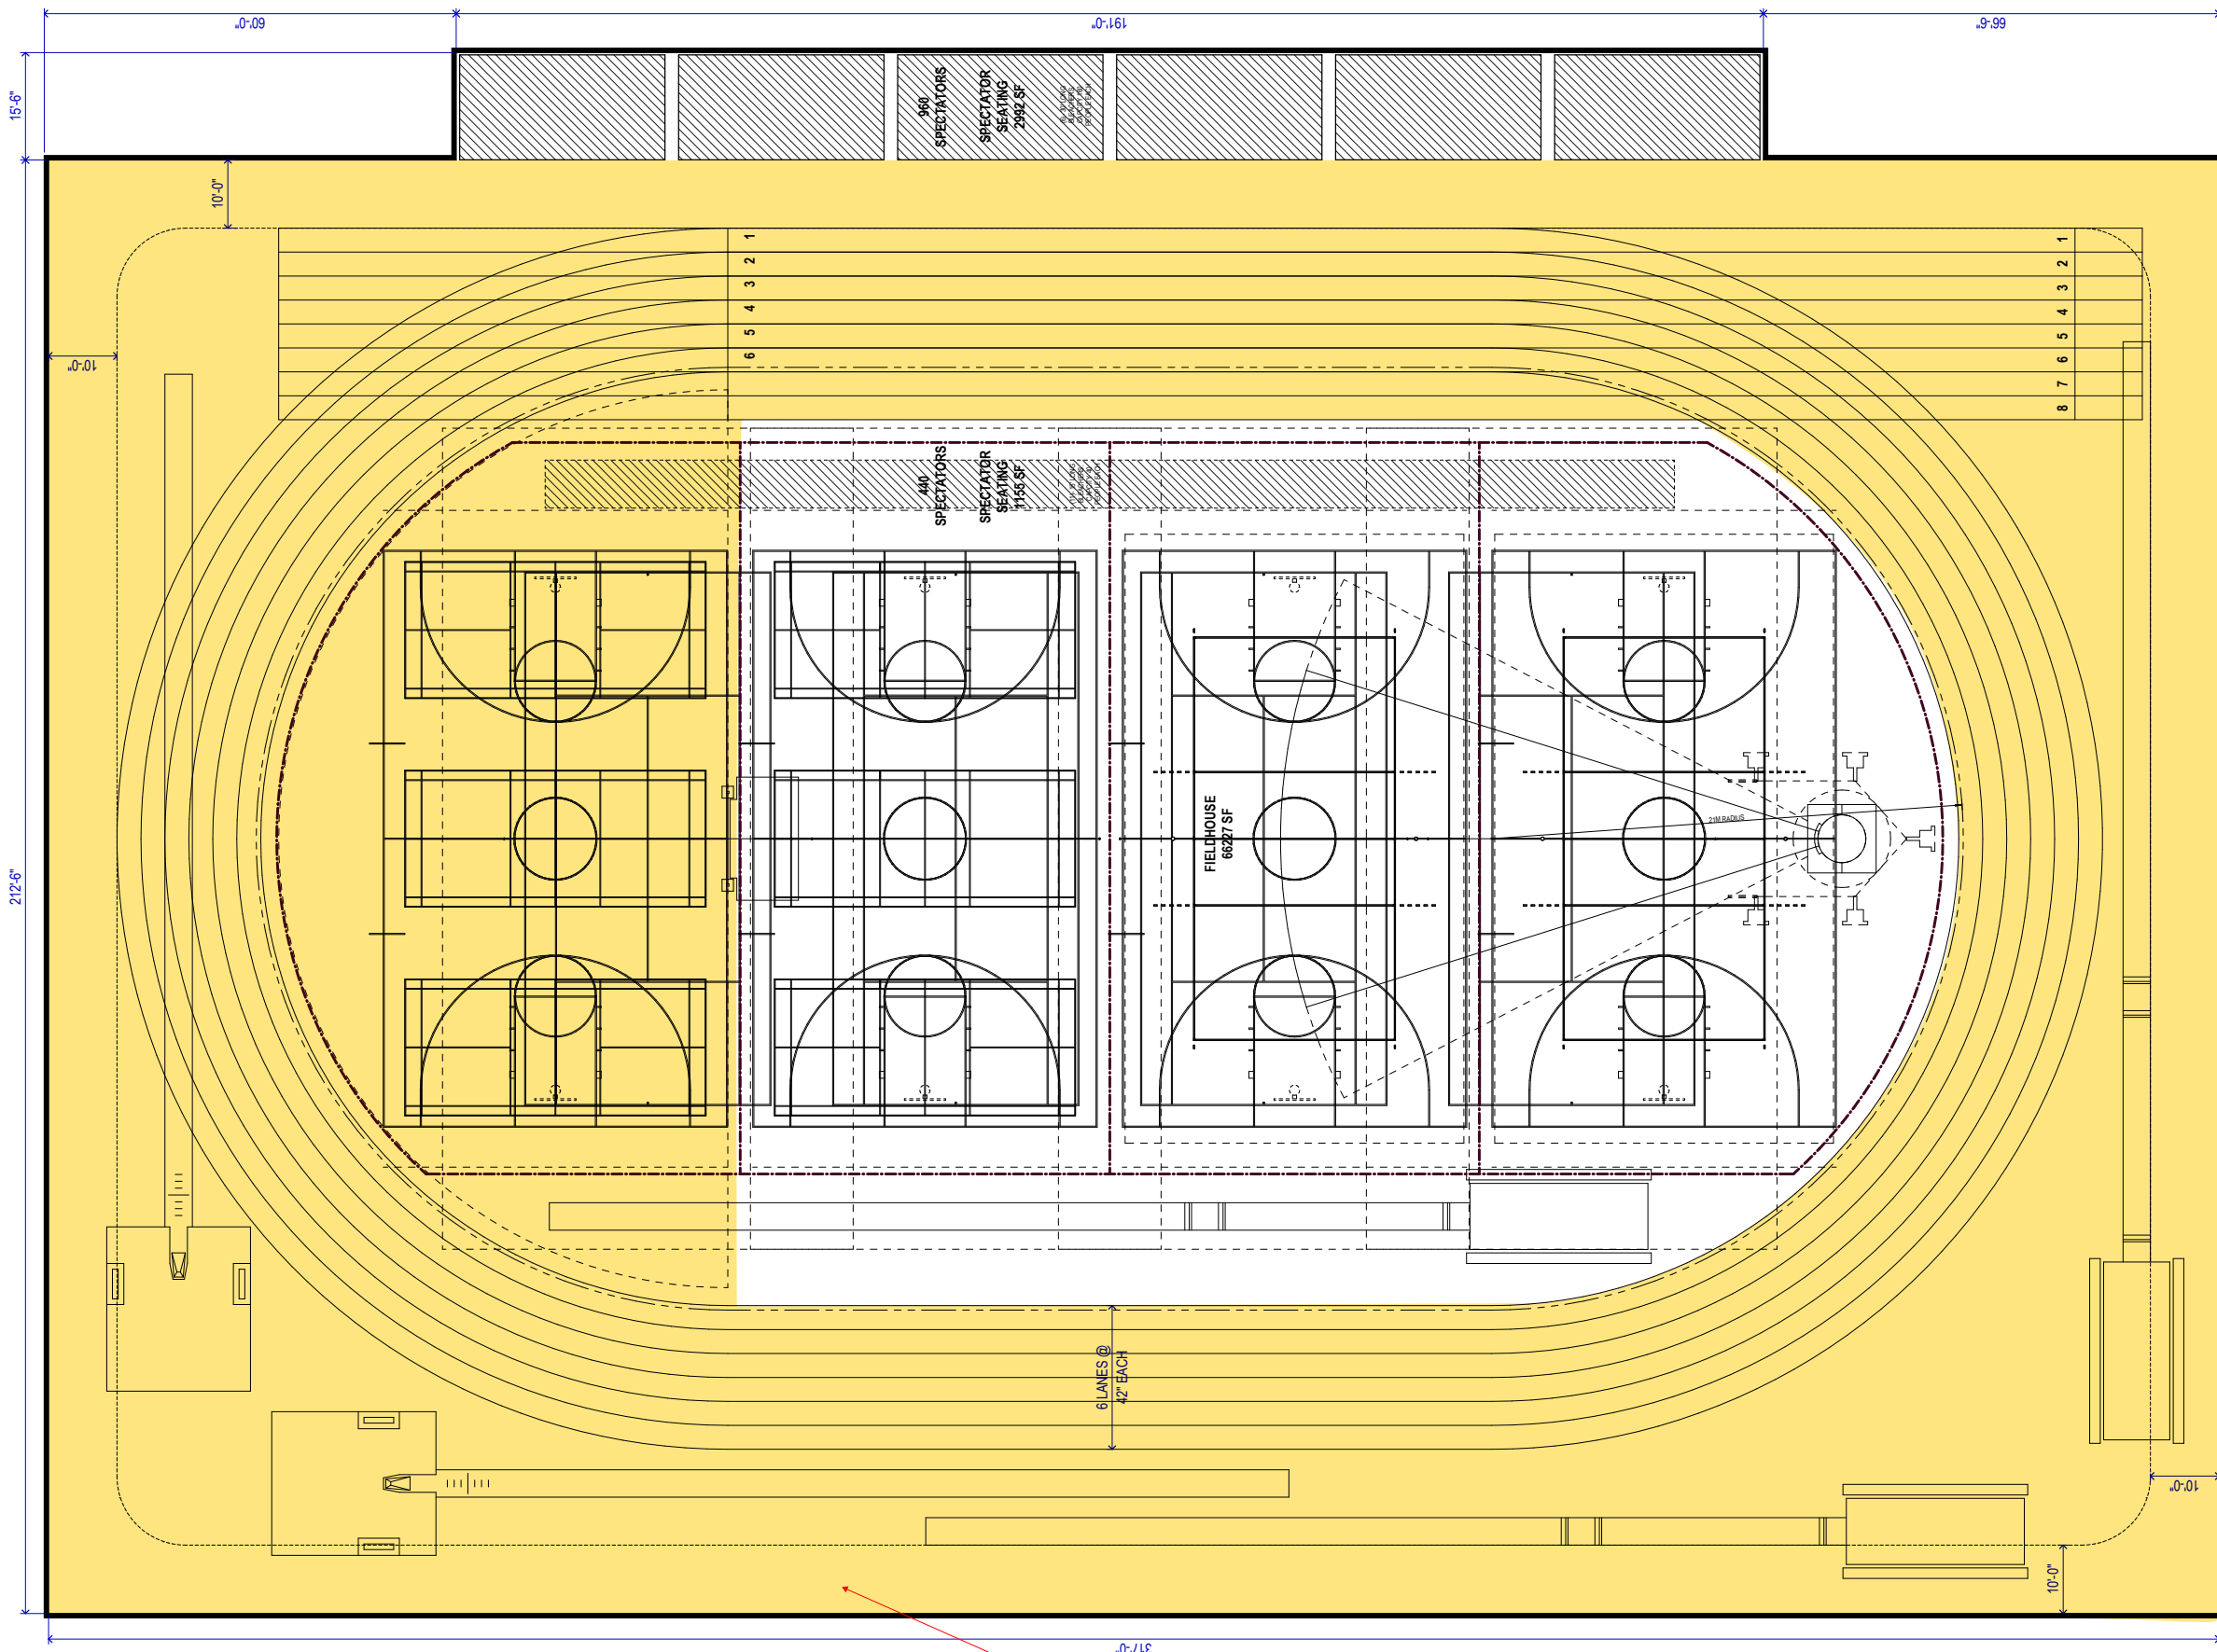 60'-0"
191'-0"
66'-6"
15'-6"
960
SPECTATORS
SPECTATOR
SEATING
2992 SF
10'-0"
10'-0"
1
2
3
4
5
6
1
2
3
4
5
6
7
8
440
SPECTATORS
SPECTATOR
SEATING
1155 SF
FIELDHOUSE
66227 SF
21M RADIUS
212'-6"
6 LANES @
42" EACH
10'-0"
10'-0"
317'-0"